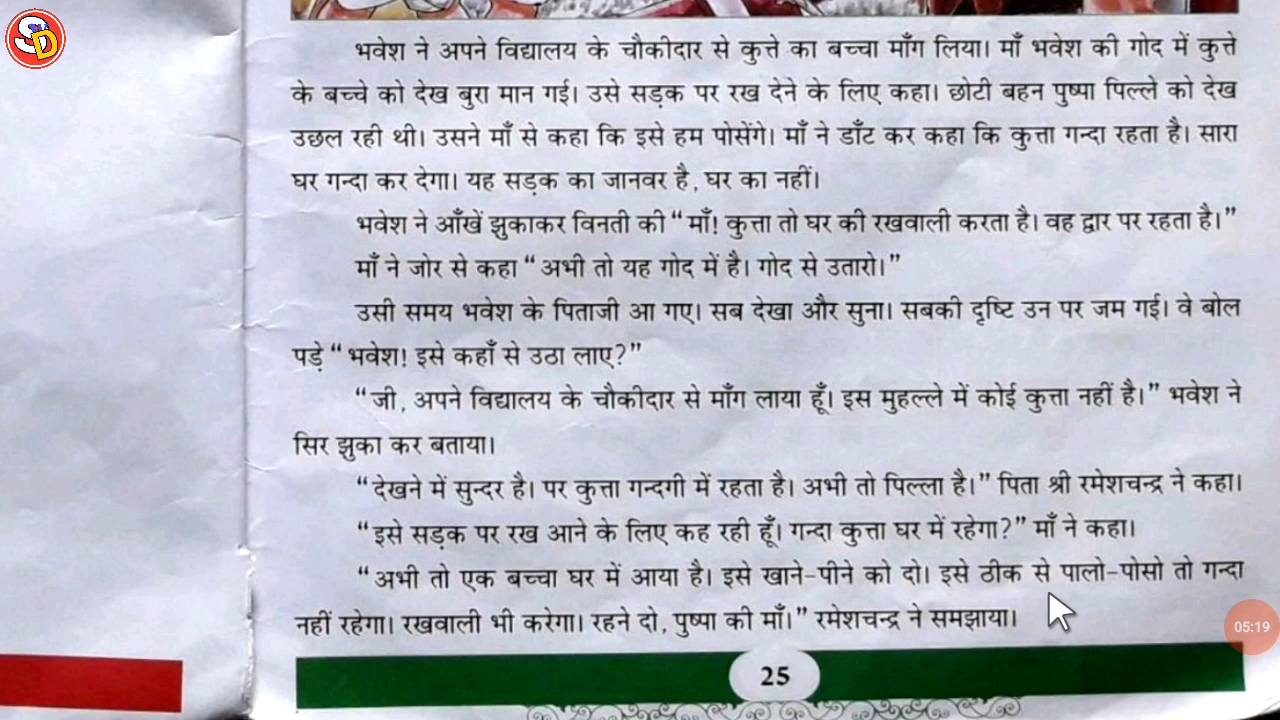 SD
भवेश ने अपने विद्यालय के चौकीदार से कुत्ते का बच्चा माँग लिया। माँ भवेश की गोद में कुत्ते
के बच्चे को देख बुरा मान गई। उसे सड़क पर रख देने के लिए कहा। छोटी बहन पुष्पा पिल्ले को देख
उछल रही थी। उसने माँ से कहा कि इसे हम पोसेंगे। माँ ने डाँट कर कहा कि कुत्ता गन्दा रहता है। सारा
घर गन्दा कर देगा। यह सड़क का जानवर है, घर का नहीं।
भवेश ने आँखें झुकाकर विनती की “माँ! कुत्ता तो घर की रखवाली करता है। वह द्वार पर रहता है।”
माँ ने जोर से कहा “अभी तो यह गोद में है। गोद से उतारो।”
उसी समय भवेश के पिताजी आ गए। सब देखा और सुना। सबकी दृष्टि उन पर जम गई। वे बोल
पड़े “भवेश! इसे कहाँ से उठा लाए?”
“जी, अपने विद्यालय के चौकीदार से माँग लाया हूँ। इस मुहल्ले में कोई कुत्ता नहीं है।” भवेश ने
सिर झुका कर बताया।
“देखने में सुन्दर है। पर कुत्ता गन्दगी में रहता है। अभी तो पिल्ला है।” पिता श्री रमेशचन्द्र ने कहा।
“इसे सड़क पर रख आने के लिए कह रही हूँ। गन्दा कुत्ता घर में रहेगा?” माँ ने कहा।
“अभी तो एक बच्चा घर में आया है। इसे खाने-पीने को दो। इसे ठीक से पालो-पोसो तो गन्दा
नहीं रहेगा। रखवाली भी करेगा। रहने दो, पुष्पा की माँ।” रमेशचन्द्र ने समझाया।
05:19
25